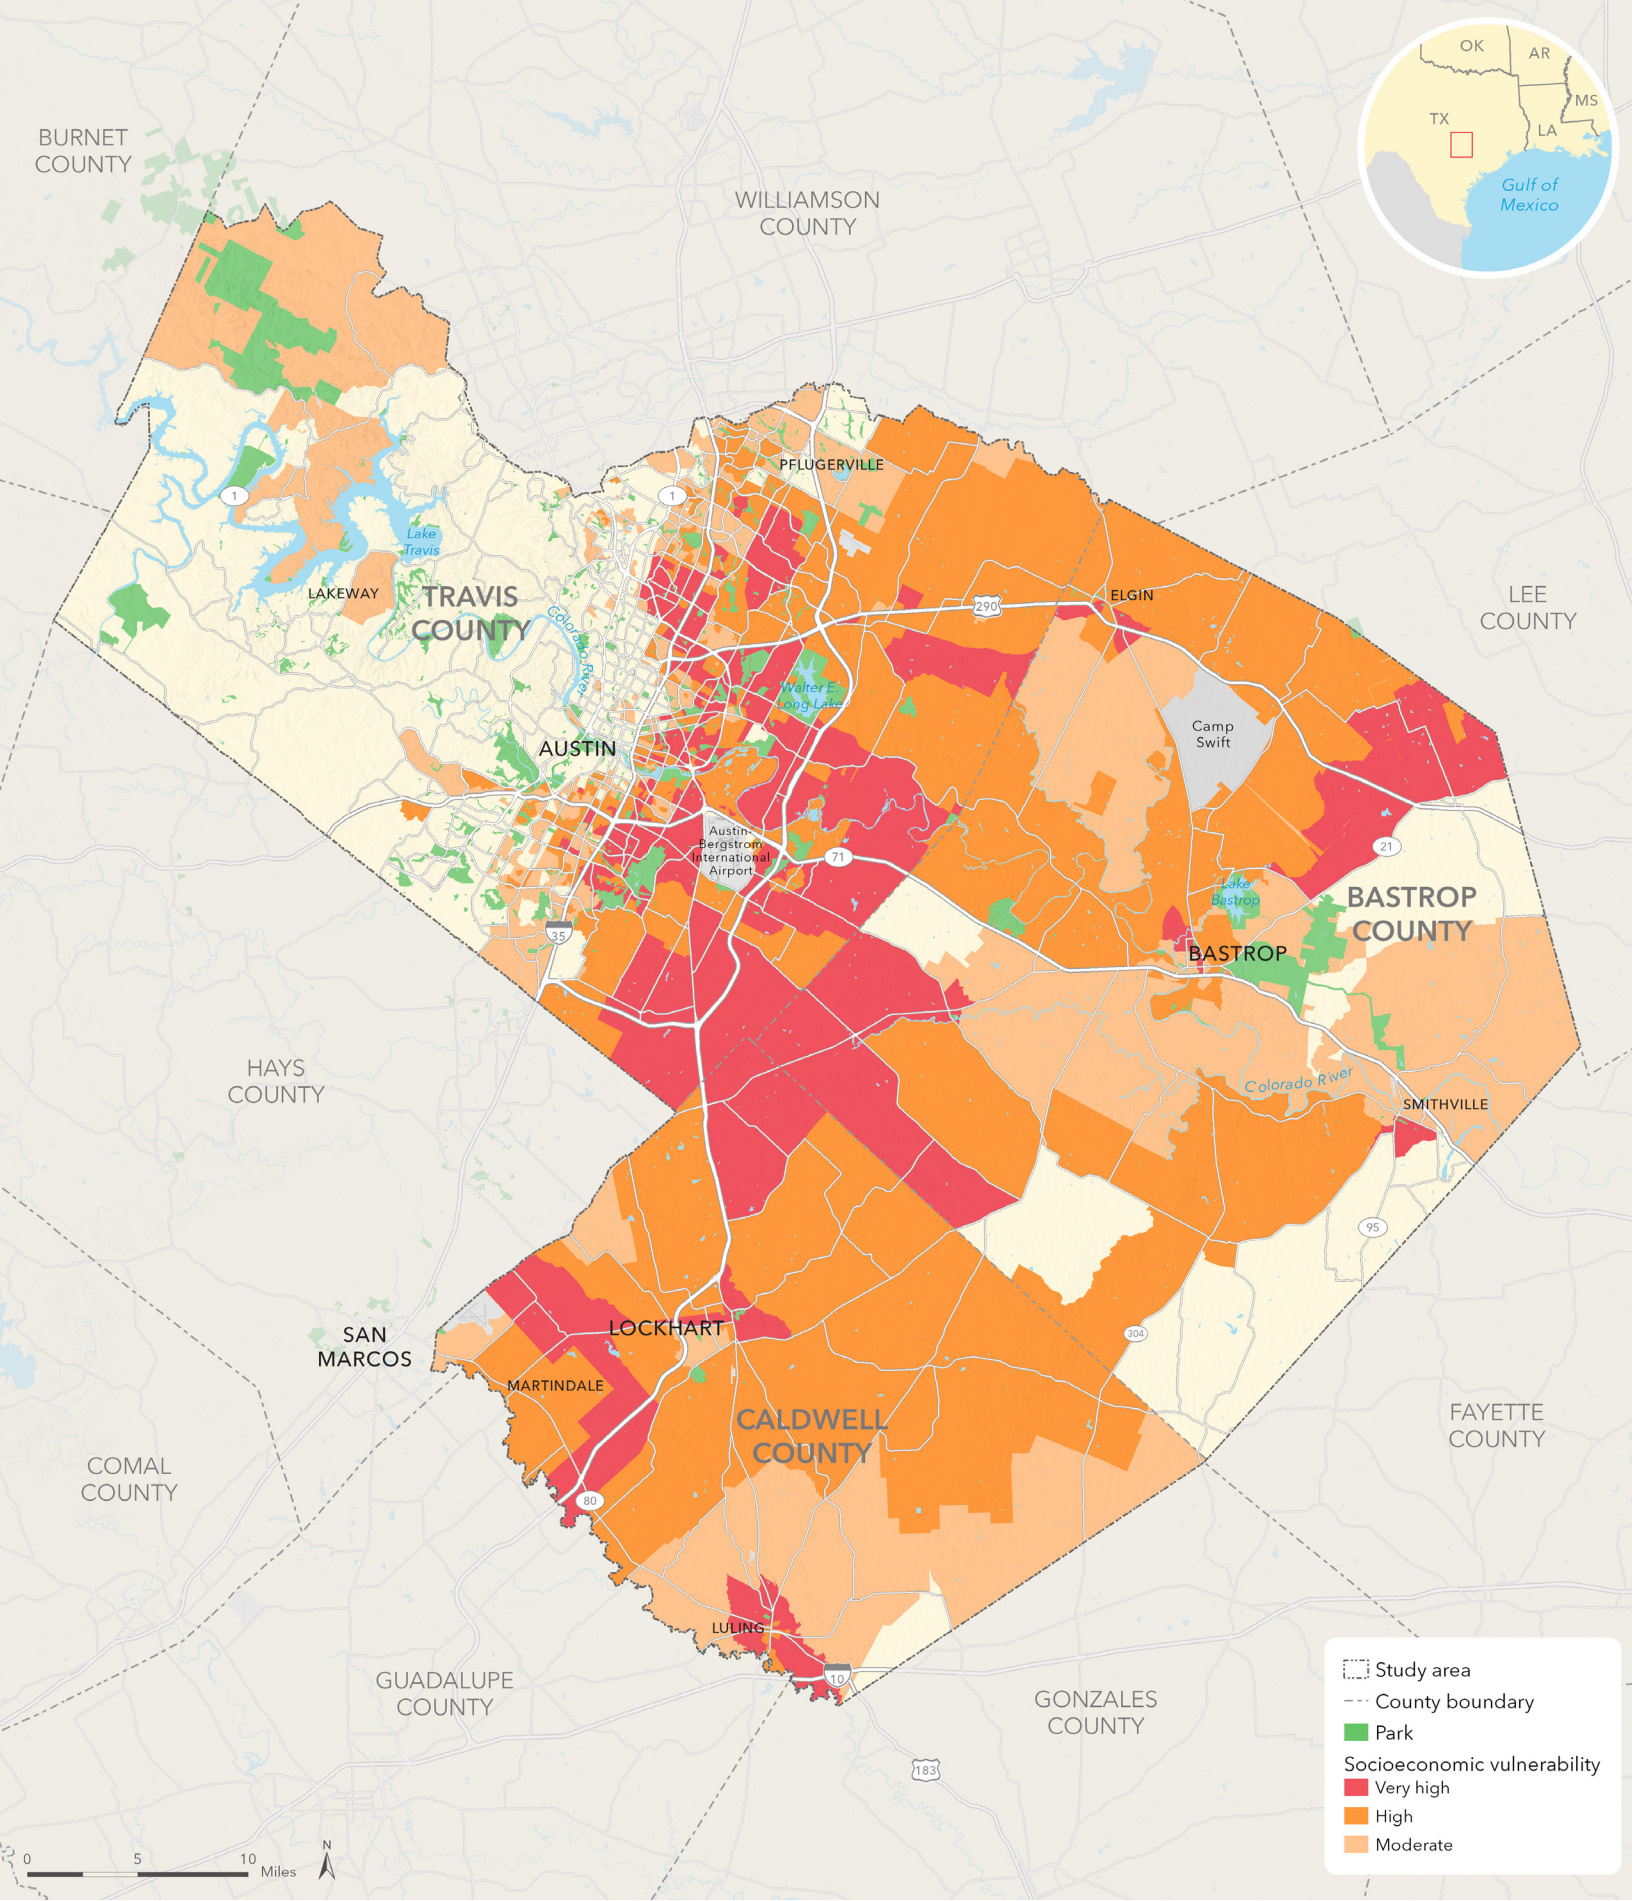 OK
AR
MS
TX
LA
Gulf of
Mexico
BURNET
COUNTY
WILLIAMSON
COUNTY
PFLUGERVILLE
1
1
Lake
Travis
LAKEWAY
TRAVIS
COUNTY
Colorado River
290
ELGIN
LEE
COUNTY
Walter E.
Long Lake
Camp
Swift
AUSTIN
Austin-
Bergstrom
International
Airport
71
21
Lake
Bastrop
BASTROP
COUNTY
35
BASTROP
HAYS
COUNTY
Colorado River
SMITHVILLE
95
SAN
MARCOS
LOCKHART
304
MARTINDALE
CALDWELL
COUNTY
FAYETTE
COUNTY
COMAL
COUNTY
80
LULING
10
GUADALUPE
COUNTY
GONZALES
COUNTY
183
Study area
County boundary
Park
Socioeconomic vulnerability
Very high
High
Moderate
0 5 10
Miles
N